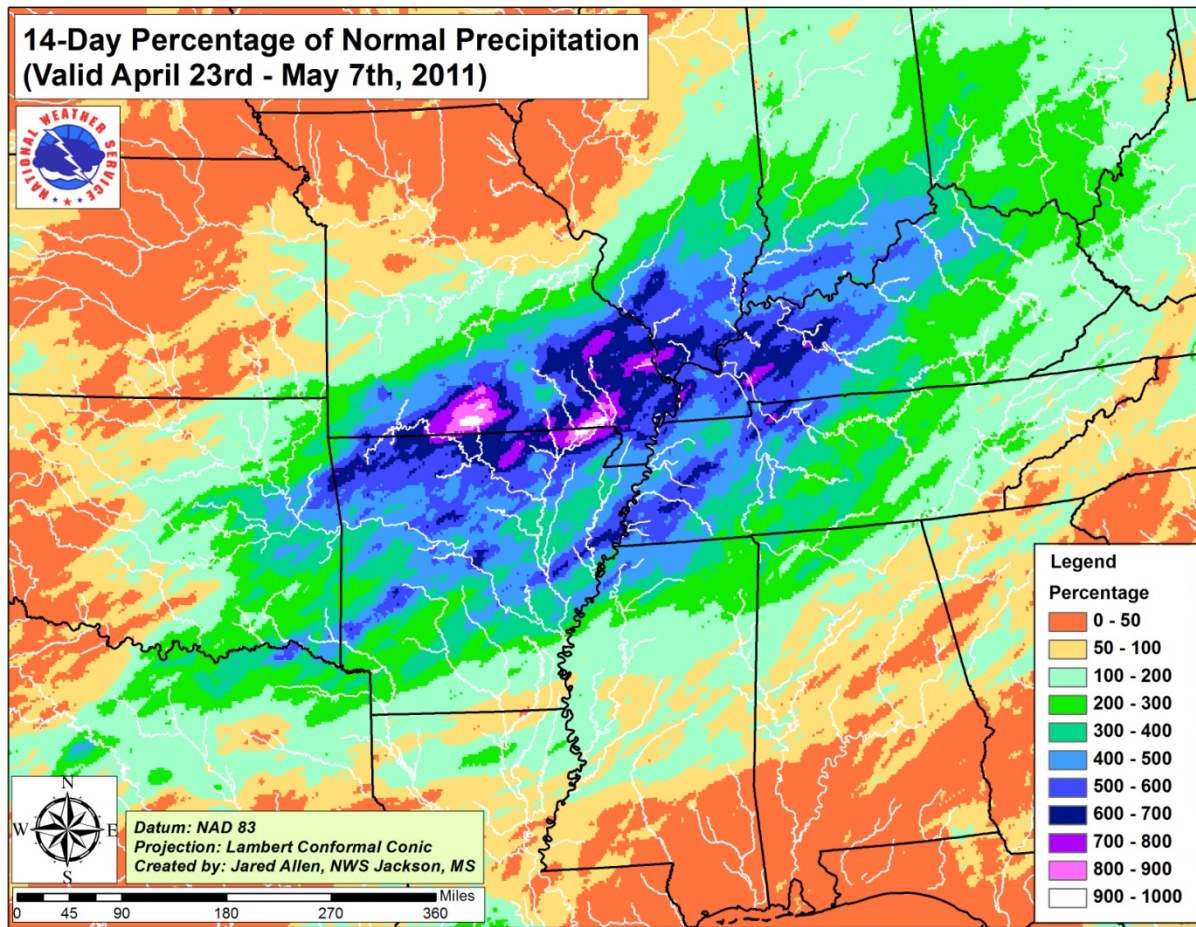 14-Day Percentage of Normal Precipitation
(Valid April 23rd - May 7th, 2011)
NATIONAL WEATHER SERVICE
N
W E
S
Datum: NAD 83
Projection: Lambert Conformal Conic
Created by: Jared Allen, NWS Jackson, MS
Miles
0 45 90 180 270 360
Legend
Percentage
0 - 50
50 - 100
100 - 200
200 - 300
300 - 400
400 - 500
500 - 600
600 - 700
700 - 800
800 - 900
900 - 1000